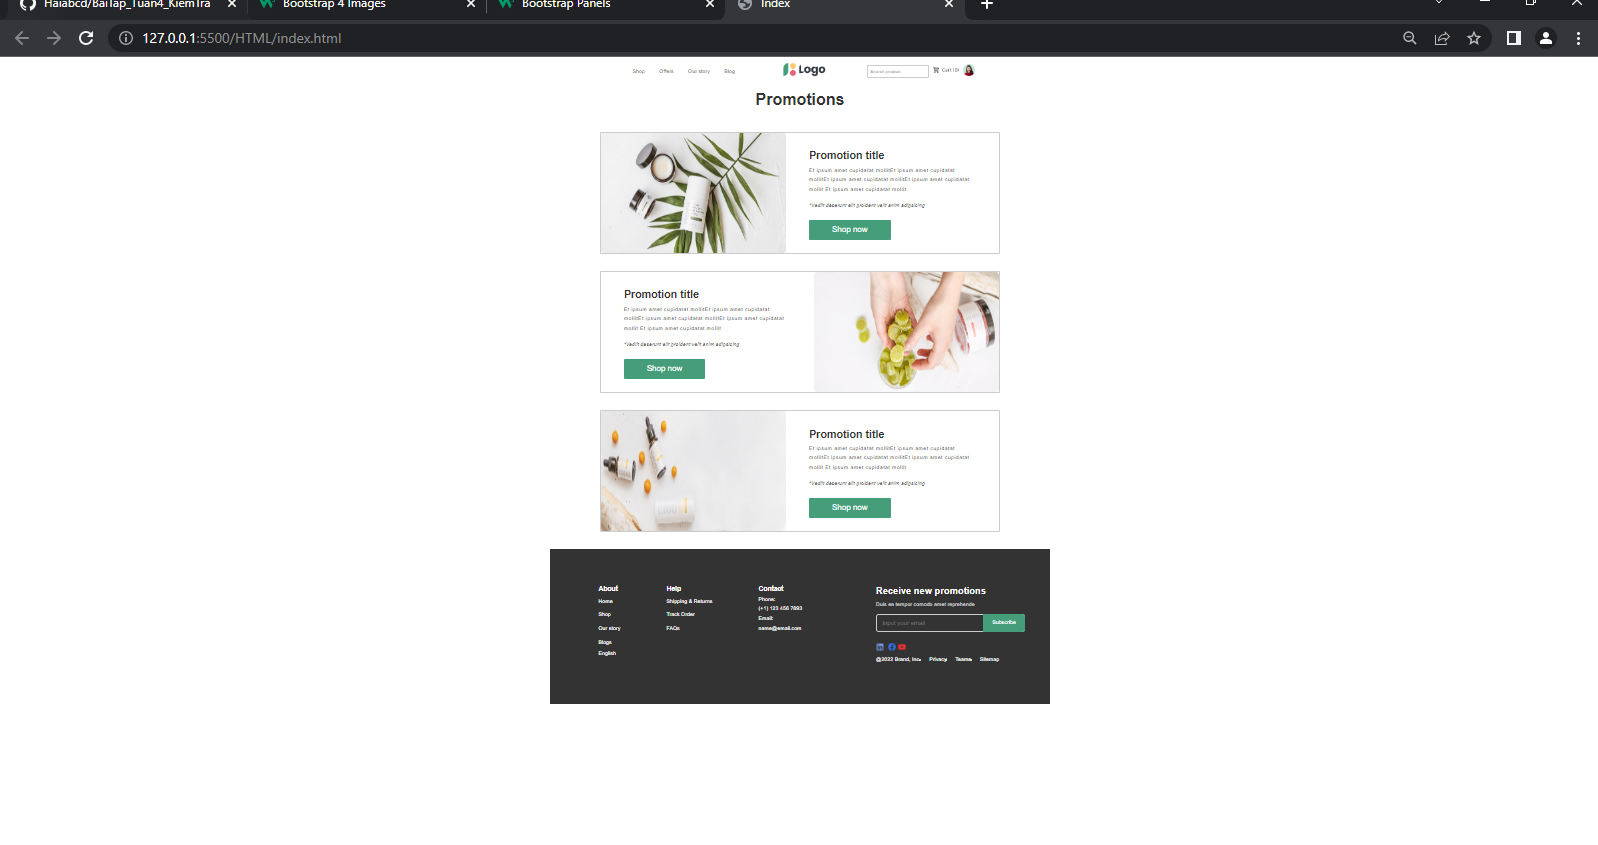 Haiabcd/BaiTap_Tuan4_KiemTra
Bootstrap 4 Images
Bootstrap Panels
Index
127.0.0.1:5500/HTML/index.html
Shop Offers Our story Blog
Logo
Search product
Cart (0)
Promotions
Promotion title
Et ipsum amet cupidatat mollitEt ipsum amet cupidatat
mollitEt ipsum amet cupidatat mollitEt ipsum amet cupidatat
mollit Et ipsum amet cupidatat mollit
*Vedit deserunt elit proident velit anim adipsicing
Shop now
Promotion title
Et ipsum amet cupidatat mollitEt ipsum amet cupidatat
mollitEt ipsum amet cupidatat mollitEt ipsum amet cupidatat
mollit Et ipsum amet cupidatat mollit
*Vedit deserunt elit proident velit anim adipsicing
Shop now
Promotion title
Et ipsum amet cupidatat mollitEt ipsum amet cupidatat
mollitEt ipsum amet cupidatat mollitEt ipsum amet cupidatat
mollit Et ipsum amet cupidatat mollit
*Vedit deserunt elit proident velit anim adipsicing
Shop now
About
Home
Shop
Our story
Blogs
English
Help
Shipping & Returns
Track Order
FAQs
Contact
Phone:
(+1) 123 456 7893
Email:
name@email.com
Receive new promotions
Duis ea tempor comodo amet reprehende
Input your email
Subscribe
@2022 Brand, Inc. Privacy Teams Sitemap